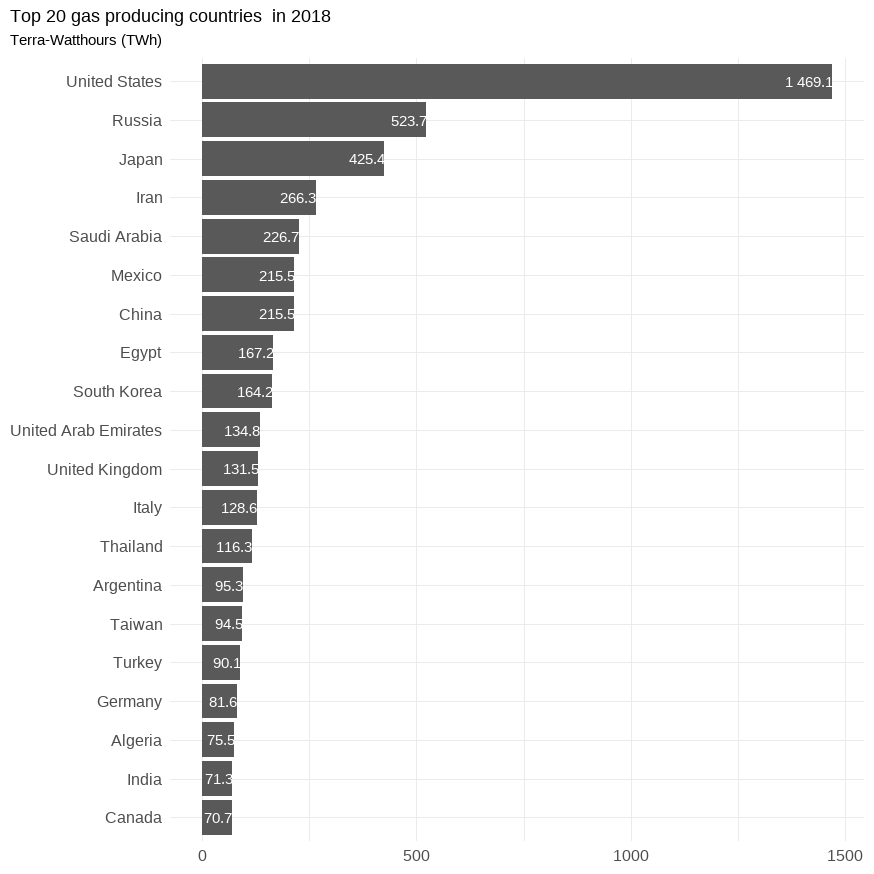 Top 20 gas producing countries  in 2018
Terra-Watthours (TWh)
United States 1 469.1
Russia 523.7
Japan 425.4
Iran 266.3
Saudi Arabia 226.7
Mexico 215.5
China 215.5
Egypt 167.2
South Korea 164.2
United Arab Emirates 134.8
United Kingdom 131.5
Italy 128.6
Thailand 116.3
Argentina 95.3
Taiwan 94.5
Turkey 90.1
Germany 81.6
Algeria 75.5
India 71.3
Canada 70.7
0 500 1000 1500